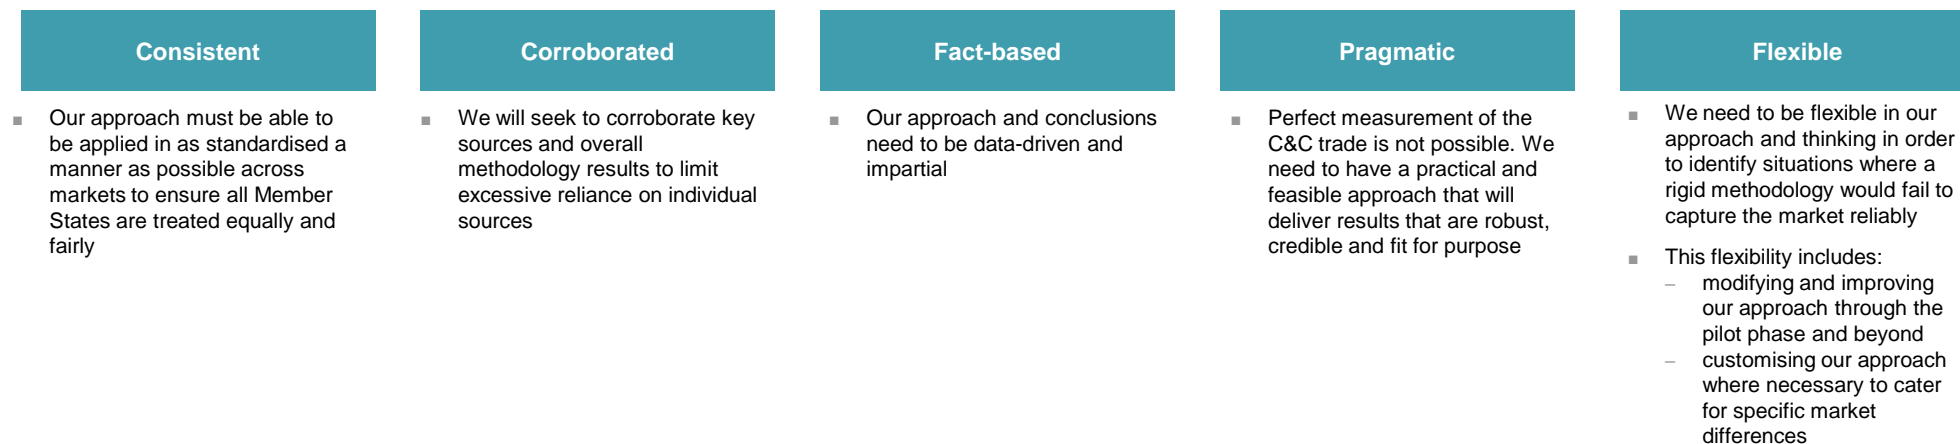 Consistent
■ Our approach must be able to
be applied in as standardised a
manner as possible across
markets to ensure all Member
States are treated equally and
fairly
Corroborated
■ We will seek to corroborate key
sources and overall
methodology results to limit
excessive reliance on individual
sources
Fact-based
■ Our approach and conclusions
need to be data-driven and
impartial
Pragmatic
■ Perfect measurement of the
C&C trade is not possible. We
need to have a practical and
feasible approach that will
deliver results that are robust,
credible and fit for purpose
Flexible
■ We need to be flexible in our
approach and thinking in order
to identify situations where a
rigid methodology would fail to
capture the market reliably
■ This flexibility includes:
– modifying and improving
our approach through the
pilot phase and beyond
– customising our approach
where necessary to cater
for specific market
differences